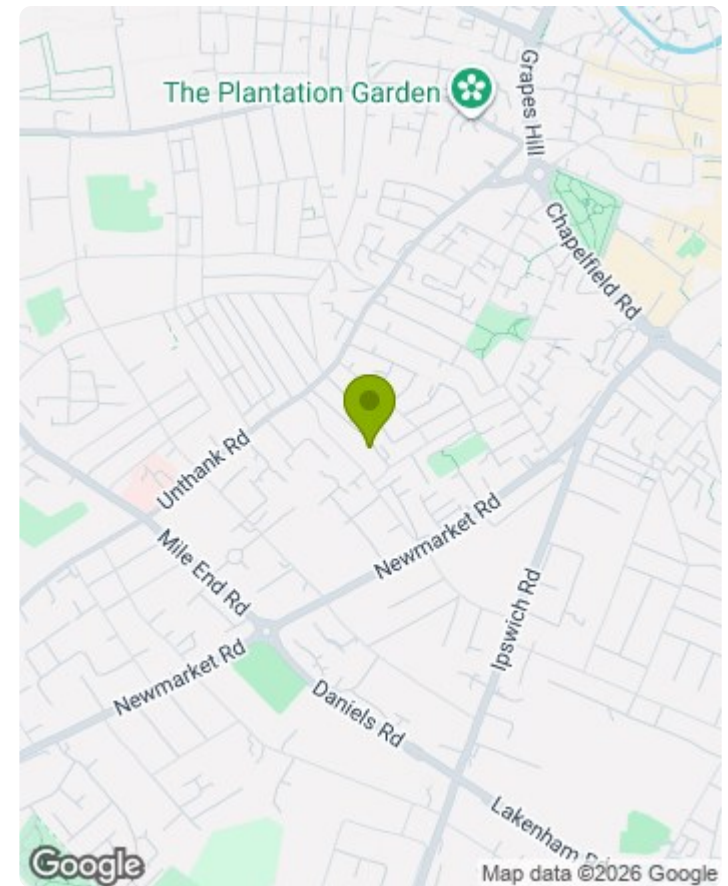 The Plantation Garden
Grapes Hill
Chapelfield Rd
Unthank Rd
Newmarket Rd
Mile End Rd
Ipswich Rd
Newmarket Rd
Daniels Rd
Lakenham
Google
Map data ©2026 Google